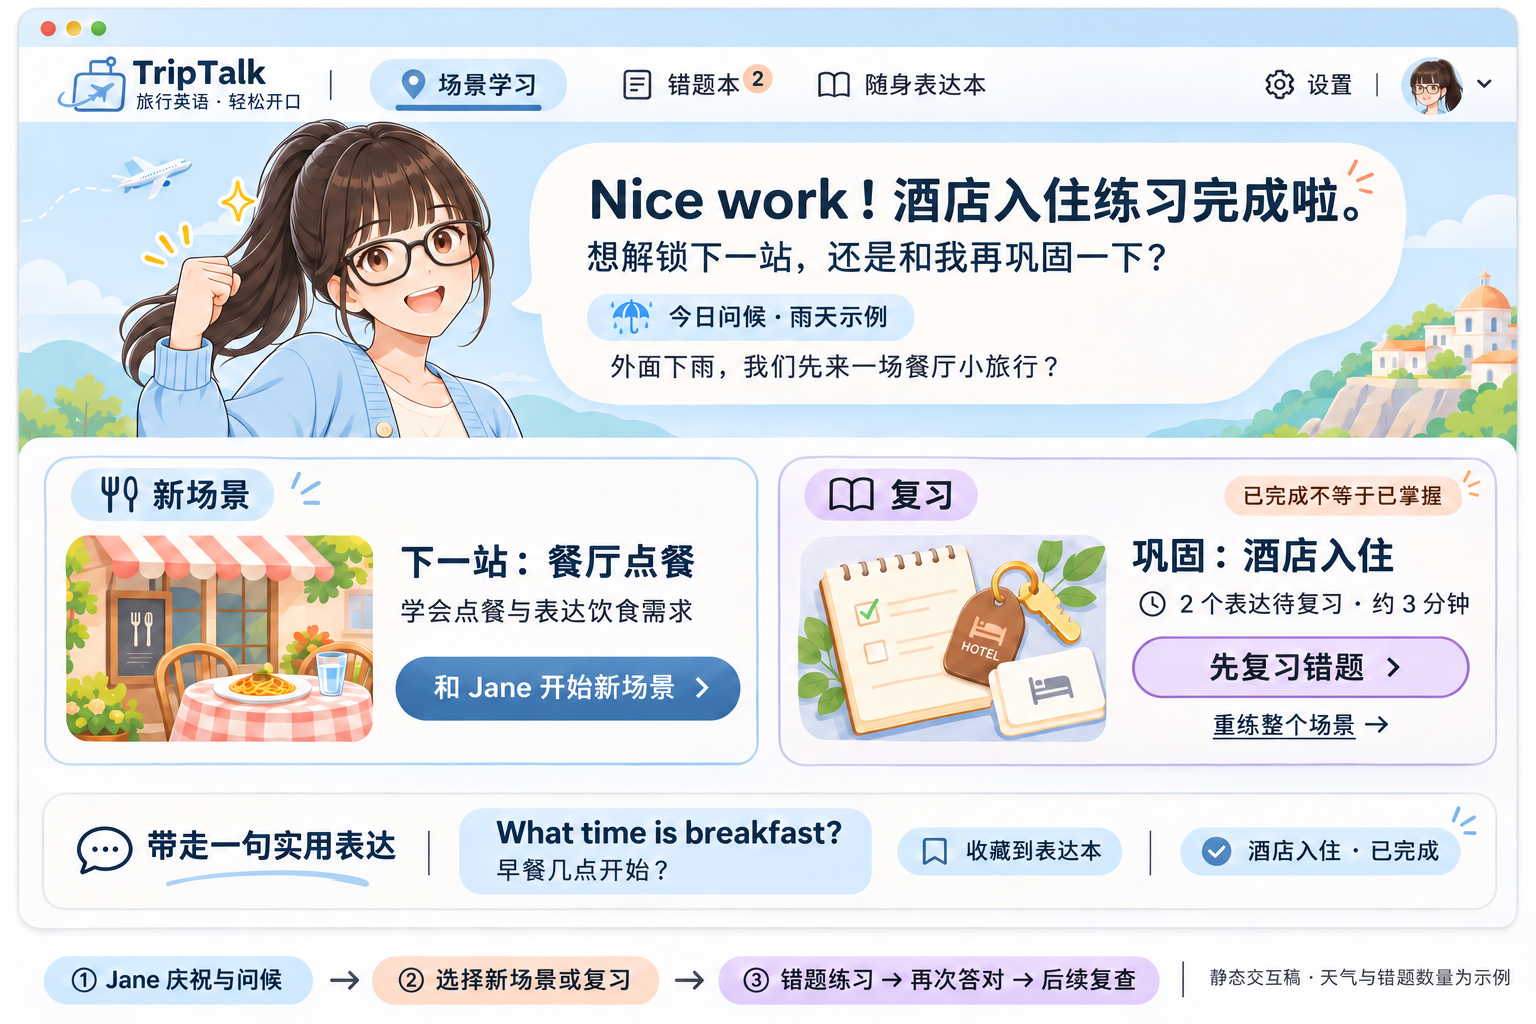 TripTalk
旅行英语 · 轻松开口
场景学习
错题本 2
随身表达本
设置
Nice work！酒店入住练习完成啦。
想解锁下一站，还是和我再巩固一下？
今日问候 · 雨天示例
外面下雨，我们先来一场餐厅小旅行？
新场景
下一站：餐厅点餐
学会点餐与表达饮食需求
和 Jane 开始新场景 >
复习
已完成不等于已掌握
HOTEL
巩固：酒店入住
2 个表达待复习 · 约 3 分钟
先复习错题 >
重练整个场景 →
带走一句实用表达
What time is breakfast?
早餐几点开始？
收藏到表达本
酒店入住 · 已完成
① Jane 庆祝与问候 → ② 选择新场景或复习 → ③ 错题练习 → 再次答对 → 后续复查
静态交互稿 · 天气与错题数量为示例